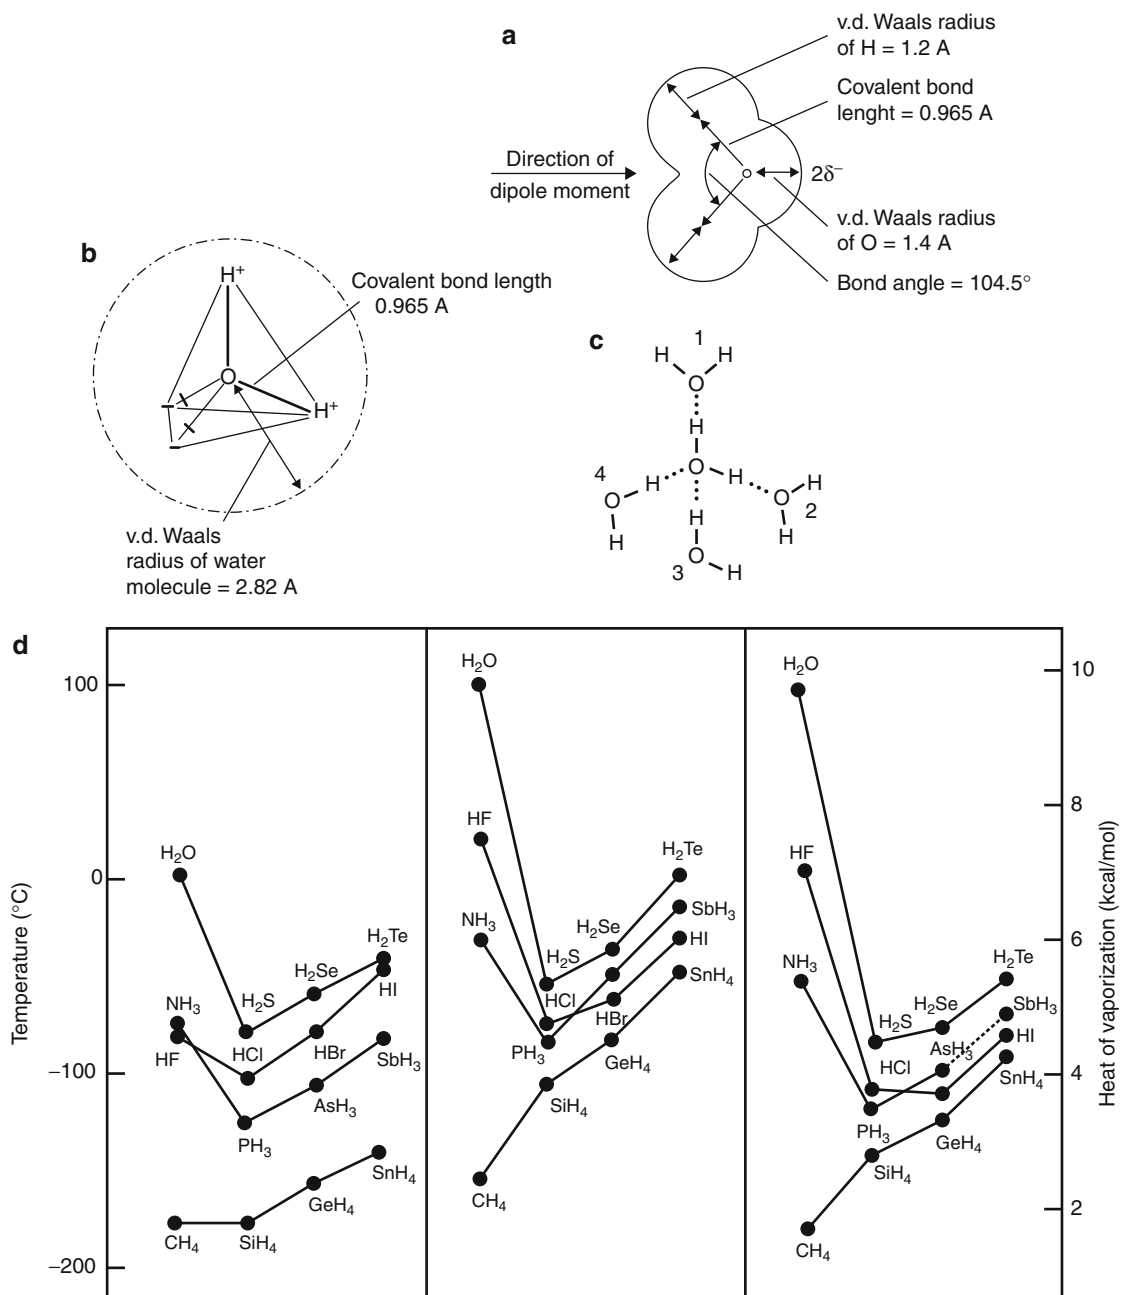 a
v.d. Waals radius
of H = 1.2 A
Covalent bond
lenght = 0.965 A
Direction of
dipole moment
2δ⁻
v.d. Waals radius
of O = 1.4 A
Bond angle = 104.5°
b
H⁺
Covalent bond length
0.965 A
O
H⁺
–
–
v.d. Waals
radius of water
molecule = 2.82 A
c
1
H H
O
H
4 O H
H O
H
2
O
H
H
H
O
3 H
d
Temperature (°C)
100
0
–100
–200
H₂O
NH₃
HF
H₂S
HCl
PH₃
H₂Se
HBr
AsH₃
H₂Te
HI
SbH₃
CH₄
SiH₄
GeH₄
SnH₄
H₂O
HF
NH₃
H₂S
HCl
PH₃
H₂Se
HBr
H₂Te
SbH₃
HI
SnH₄
GeH₄
SiH₄
CH₄
H₂O
HF
NH₃
H₂S
HCl
PH₃
H₂Se
AsH₃
H₂Te
SbH₃
HI
SnH₄
GeH₄
SiH₄
CH₄
10
8
6
4
2
Heat of vaporization (kcal/mol)